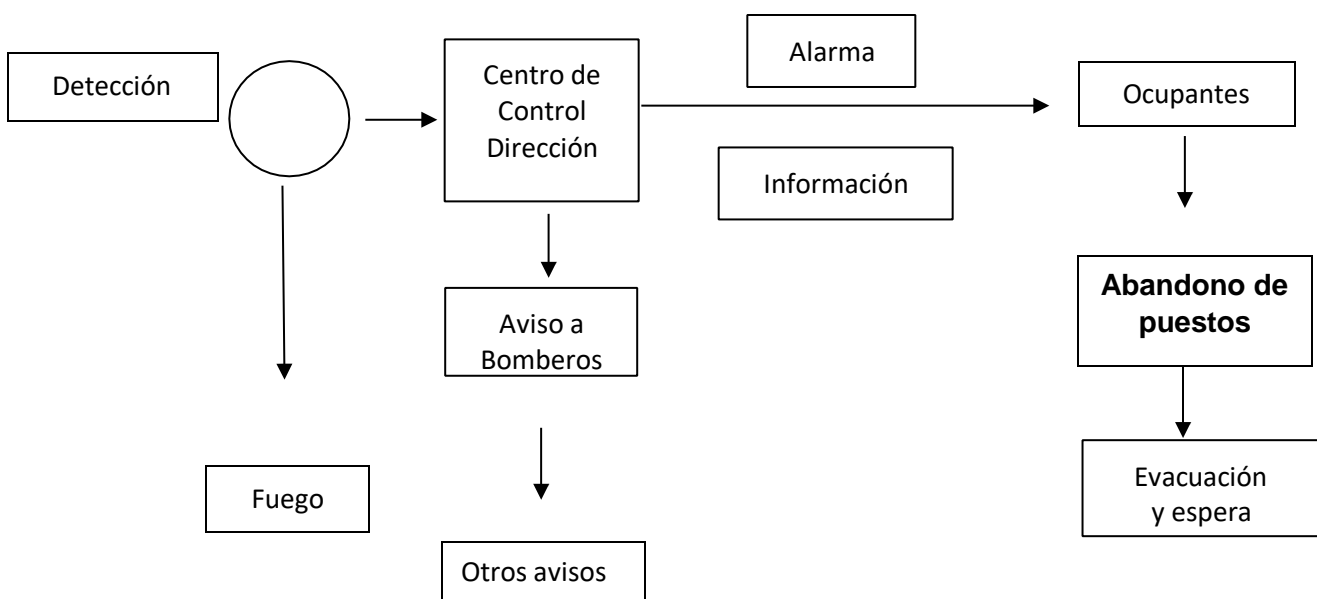 Detección
Centro de
Control
Dirección
Alarma
Información
Ocupantes
Aviso a
Bomberos
Abandono de
puestos
Fuego
Otros avisos
Evacuación
y espera